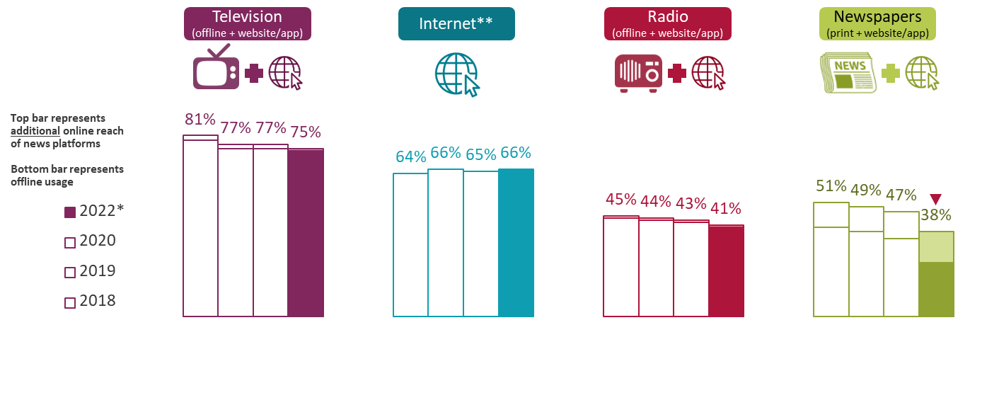 Television
(offline + website/app)
Internet**
Radio
(offline + website/app)
Newspapers
(print + website/app)
NEWS
Top bar represents
additional online reach
of news platforms
Bottom bar represents
offline usage
2022*
2020
2019
2018
81%
77%
77%
75%
64%
66%
65%
66%
45%
44%
43%
41%
51%
49%
47%
38%